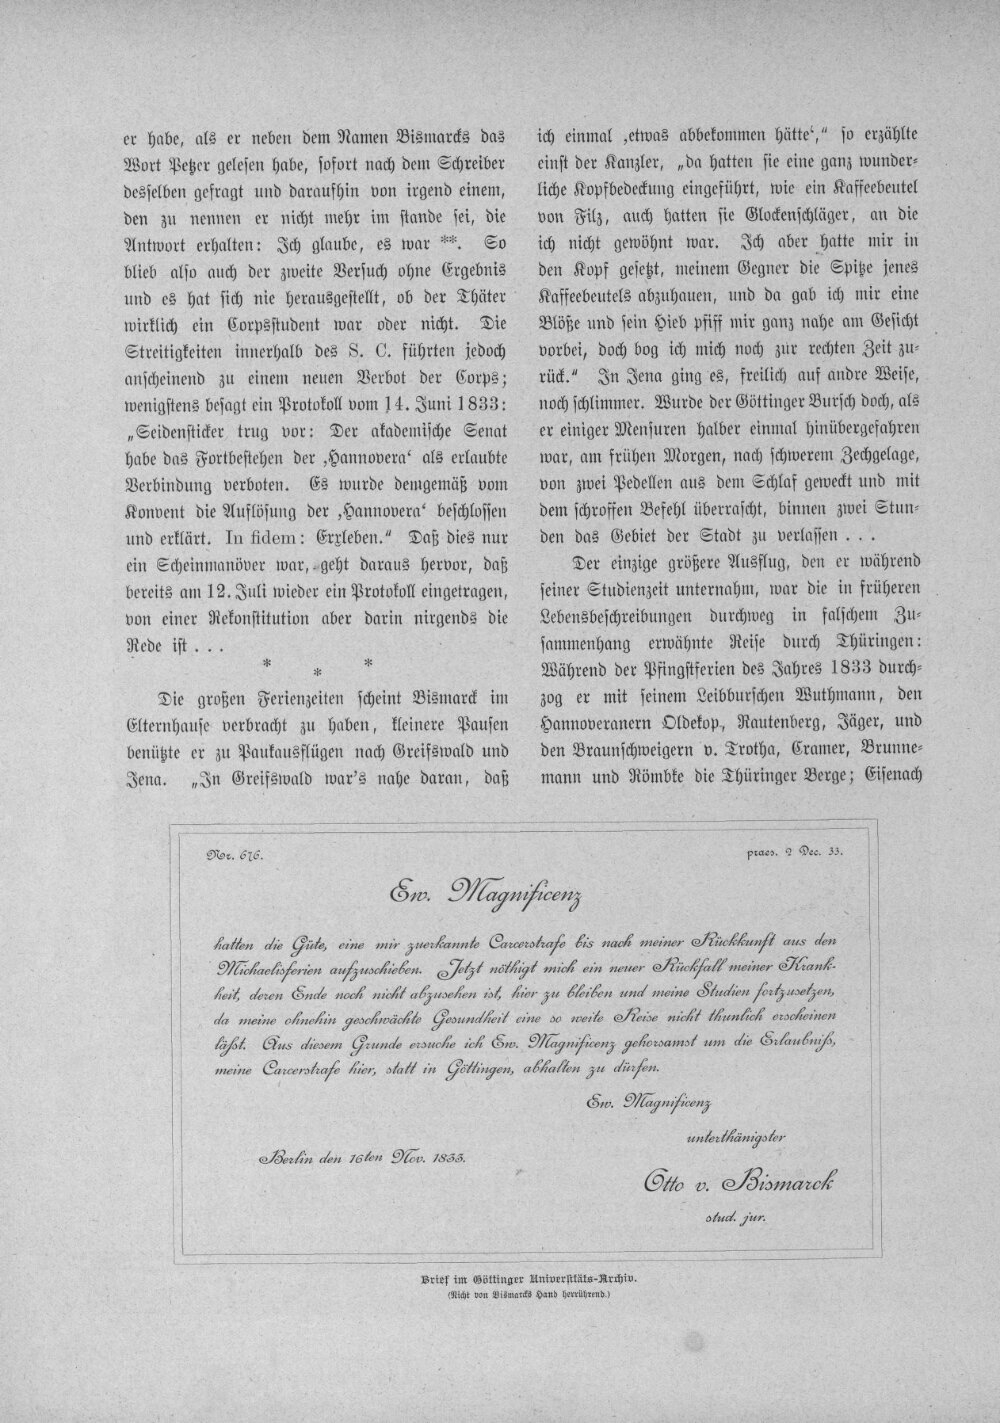 er habe, als er neben dem Namen Bismarcks das
Wort Petzer gelesen habe, sofort nach dem Schreiber
desselben gefragt und daraufhin von irgend einem,
den zu nennen er nicht mehr im stande sei, die
Antwort erhalten: Ich glaube, es war **. So
blieb also auch der zweite Versuch ohne Ergebnis
und es hat sich nie herausgestellt, ob der Thäter
wirklich ein Corpsstudent war oder nicht. Die
Streitigkeiten innerhalb des S. C. führten jedoch
anscheinend zu einem neuen Verbot der Corps;
wenigstens besagt ein Protokoll vom 14. Juni 1833:
„Seidensticker trug vor: Der akademische Senat
habe das Fortbestehen der ‚Hannovera‘ als erlaubte
Verbindung verboten. Es wurde demgemäß vom
Konvent die Auflösung der ‚Hannovera‘ beschlossen
und erklärt. In fidem: Erxleben.“ Daß dies nur
ein Scheinmanöver war, geht daraus hervor, daß
bereits am 12. Juli wieder ein Protokoll eingetragen,
von einer Rekonstitution aber darin nirgends die
Rede ist . . .
* * *
Die großen Ferienzeiten scheint Bismarck im
Elternhause verbracht zu haben, kleinere Pausen
benützte er zu Paukausflügen nach Greifswald und
Jena. „In Greifswald war's nahe daran, daß
ich einmal ‚etwas abbekommen hätte‘,“ so erzählte
einst der Kanzler, „da hatten sie eine ganz wunder-
liche Kopfbedeckung eingeführt, wie ein Kaffeebeutel
von Filz, auch hatten sie Glockenschläger, an die
ich nicht gewöhnt war. Ich aber hatte mir in
den Kopf gesetzt, meinem Gegner die Spitze jenes
Kaffeebeutels abzuhauen, und da gab ich mir eine
Blöße und sein Hieb pfiff mir ganz nahe am Gesicht
vorbei, doch bog ich mich noch zur rechten Zeit zu-
rück.“ In Jena ging es, freilich auf andre Weise,
noch schlimmer. Wurde der Göttinger Bursch doch, als
er einiger Mensuren halber einmal hinübergefahren
war, am frühen Morgen, nach schwerem Zechgelage,
von zwei Pedellen aus dem Schlaf geweckt und mit
dem schroffen Befehl überrascht, binnen zwei Stun-
den das Gebiet der Stadt zu verlassen . . .
Der einzige größere Ausflug, den er während
seiner Studienzeit unternahm, war die in früheren
Lebensbeschreibungen durchweg in falschem Zu-
sammenhang erwähnte Reise durch Thüringen:
Während der Pfingstferien des Jahres 1833 durch-
zog er mit seinem Leibburschen Wuthmann, den
Hannoveranern Oldekop, Rautenberg, Jäger, und
den Braunschweigern v. Trotha, Cramer, Brunne-
mann und Römbke die Thüringer Berge; Eisenach
Nr. 676.
praes. 2 Dec. 33.
Ew. Magnificenz
hatten die Güte, eine mir zuerkannte Carcerstrafe bis nach meiner Rückkunft aus den
Michaelisferien aufzuschieben. Jetzt nöthigt mich ein neuer Rückfall meiner Krank-
heit, deren Ende noch nicht abzusehen ist, hier zu bleiben und meine Studien fortzusetzen,
da meine ohnehin geschwächte Gesundheit eine so weite Reise nicht thunlich erscheinen
läßt. Aus diesem Grunde ersuche ich Ew. Magnificenz gehorsamst um die Erlaubniß,
meine Carcerstrafe hier, statt in Göttingen, abhalten zu dürfen.
Ew. Magnificenz
unterthänigster
Berlin den 16ten Nov. 1833.
Otto v. Bismarck
stud. jur.
Brief im Göttinger Universitäts-Archiv.
(Nicht von Bismarcks Hand herrührend.)